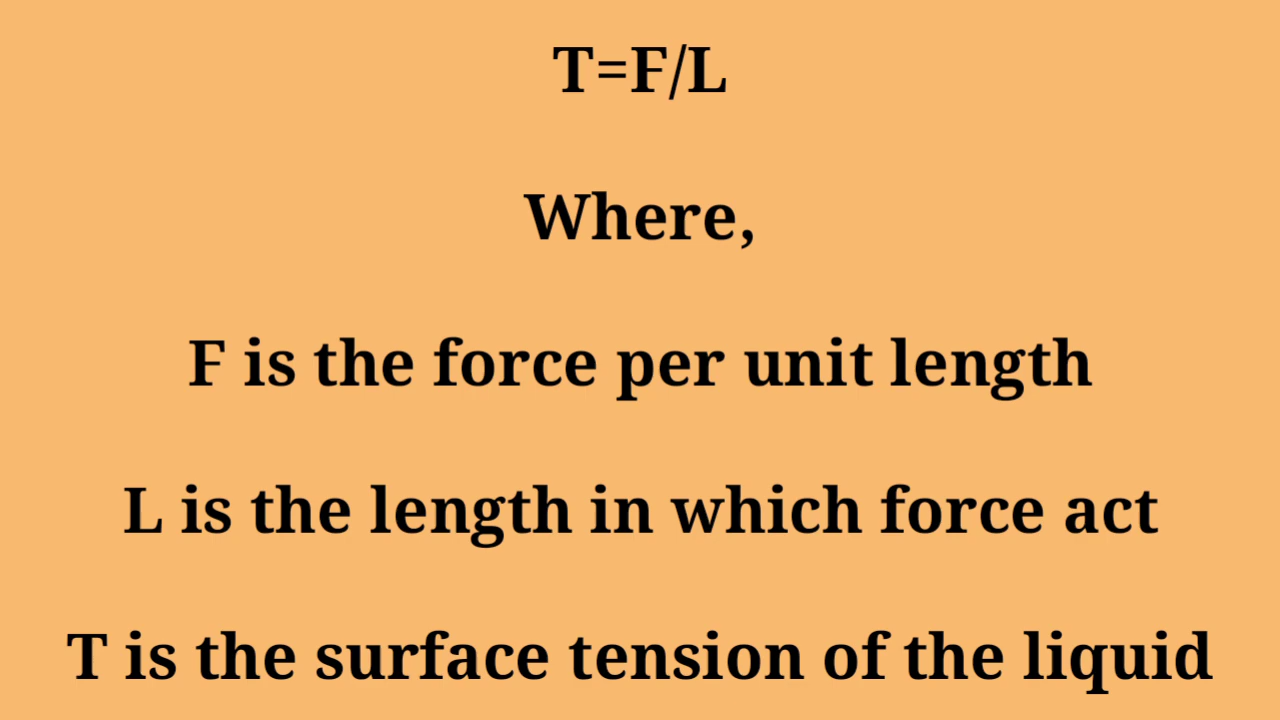 T=F/L
Where,
F is the force per unit length
L is the length in which force act
T is the surface tension of the liquid